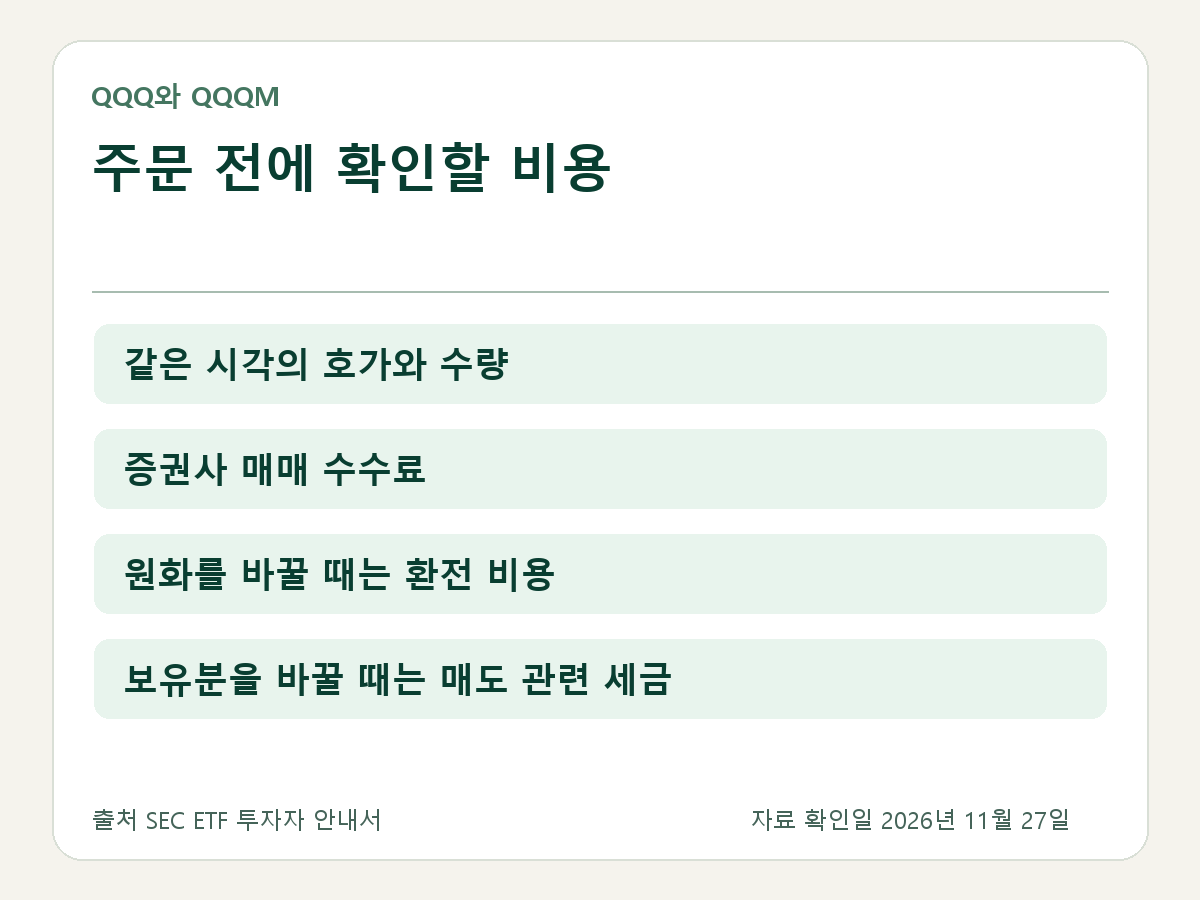 QQQ와 QQQM
주문 전에 확인할 비용
같은 시각의 호가와 수량
증권사 매매 수수료
원화를 바꿀 때는 환전 비용
보유분을 바꿀 때는 매도 관련 세금
출처 SEC ETF 투자자 안내서
자료 확인일 2026년 11월 27일